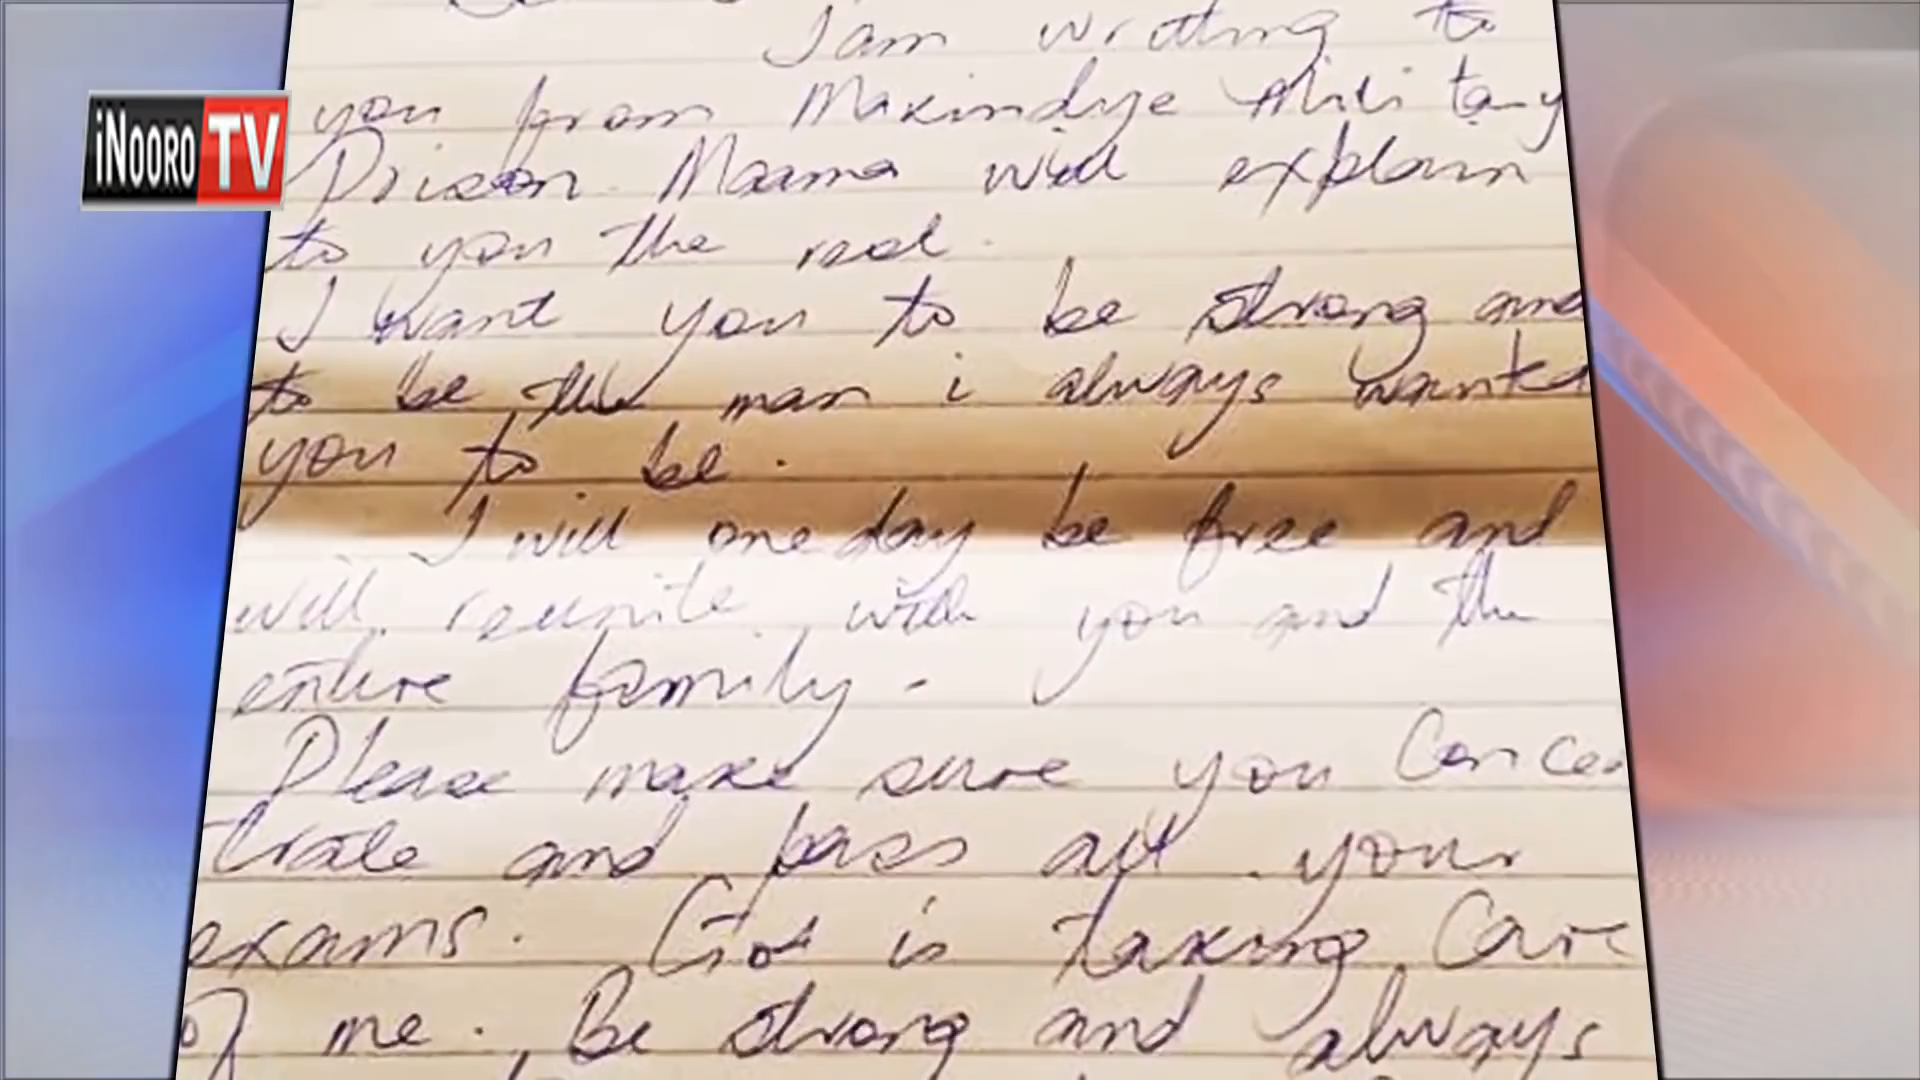 iNOORO TV
I am writing to
you from Makindye Military
Prison. Maama will explain
to you the rest.
I want you to be strong and
to be the man i always wanted
you to be.
I will one day be free and
will reunite with you and the
entire family.
Please make sure you Concen
trate and pass all your
exams. God is taking Care
of me. Be strong and always